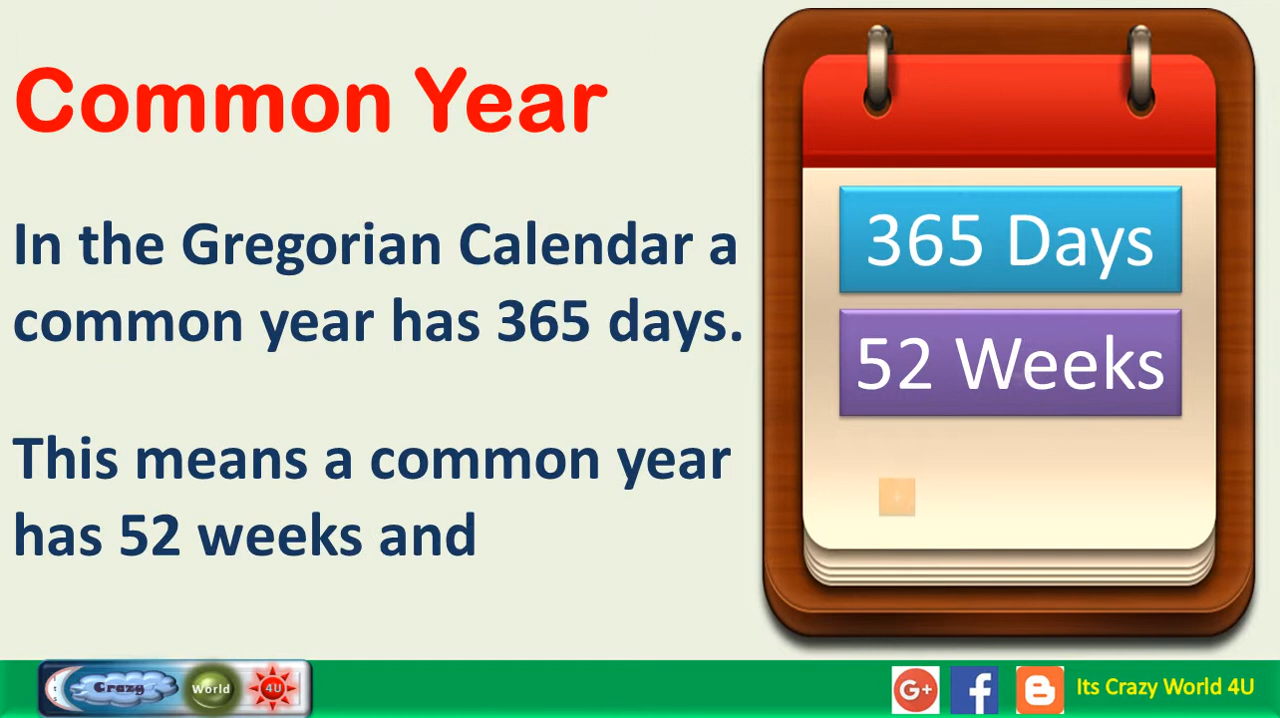 Common Year
In the Gregorian Calendar a
common year has 365 days.
This means a common year
has 52 weeks and
365 Days
52 Weeks
Its
Crazy
World
4U
G+
f
B
Its Crazy World 4U